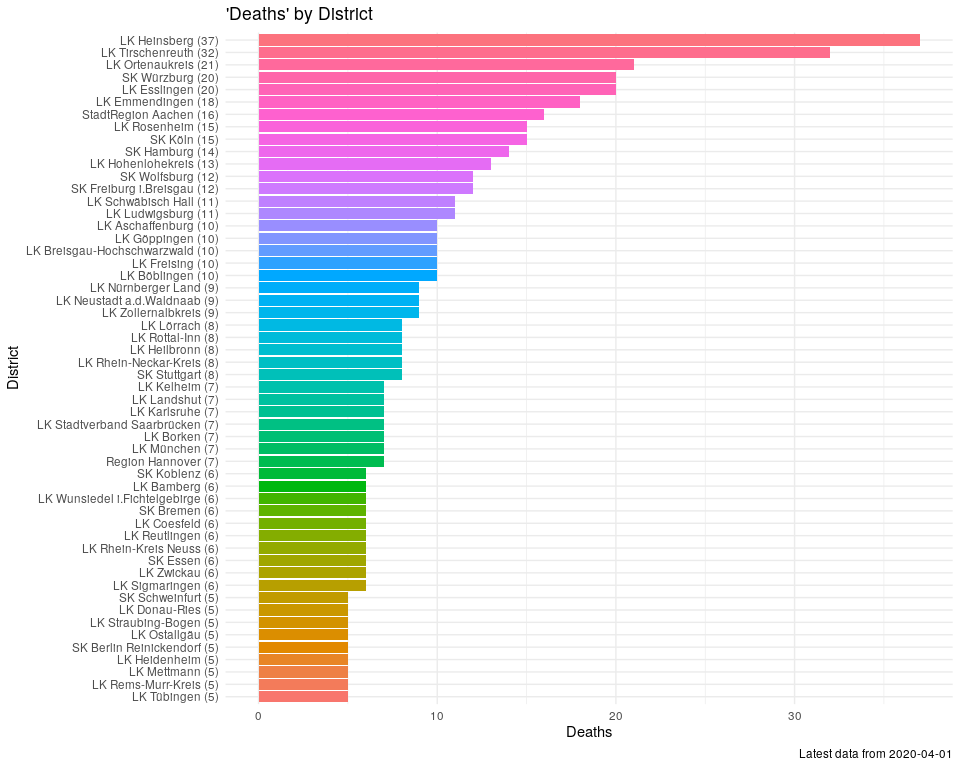 'Deaths' by District
LK Heinsberg (37)
LK Tirschenreuth (32)
LK Ortenaukreis (21)
SK Würzburg (20)
LK Esslingen (20)
LK Emmendingen (18)
StadtRegion Aachen (16)
LK Rosenheim (15)
SK Köln (15)
SK Hamburg (14)
LK Hohenlohekreis (13)
SK Wolfsburg (12)
SK Freiburg i.Breisgau (12)
LK Schwäbisch Hall (11)
LK Ludwigsburg (11)
LK Aschaffenburg (10)
LK Göppingen (10)
LK Breisgau-Hochschwarzwald (10)
LK Freising (10)
LK Böblingen (10)
LK Nürnberger Land (9)
LK Neustadt a.d.Waldnaab (9)
LK Zollernalbkreis (9)
LK Lörrach (8)
LK Rottal-Inn (8)
LK Heilbronn (8)
LK Rhein-Neckar-Kreis (8)
SK Stuttgart (8)
LK Kelheim (7)
LK Landshut (7)
LK Karlsruhe (7)
LK Stadtverband Saarbrücken (7)
LK Borken (7)
LK München (7)
Region Hannover (7)
SK Koblenz (6)
LK Bamberg (6)
LK Wunsiedel i.Fichtelgebirge (6)
SK Bremen (6)
LK Coesfeld (6)
LK Reutlingen (6)
LK Rhein-Kreis Neuss (6)
SK Essen (6)
LK Zwickau (6)
LK Sigmaringen (6)
SK Schweinfurt (5)
LK Donau-Ries (5)
LK Straubing-Bogen (5)
LK Ostallgäu (5)
SK Berlin Reinickendorf (5)
LK Heidenheim (5)
LK Mettmann (5)
LK Rems-Murr-Kreis (5)
LK Tübingen (5)
District
0 10 20 30
Deaths
Latest data from 2020-04-01